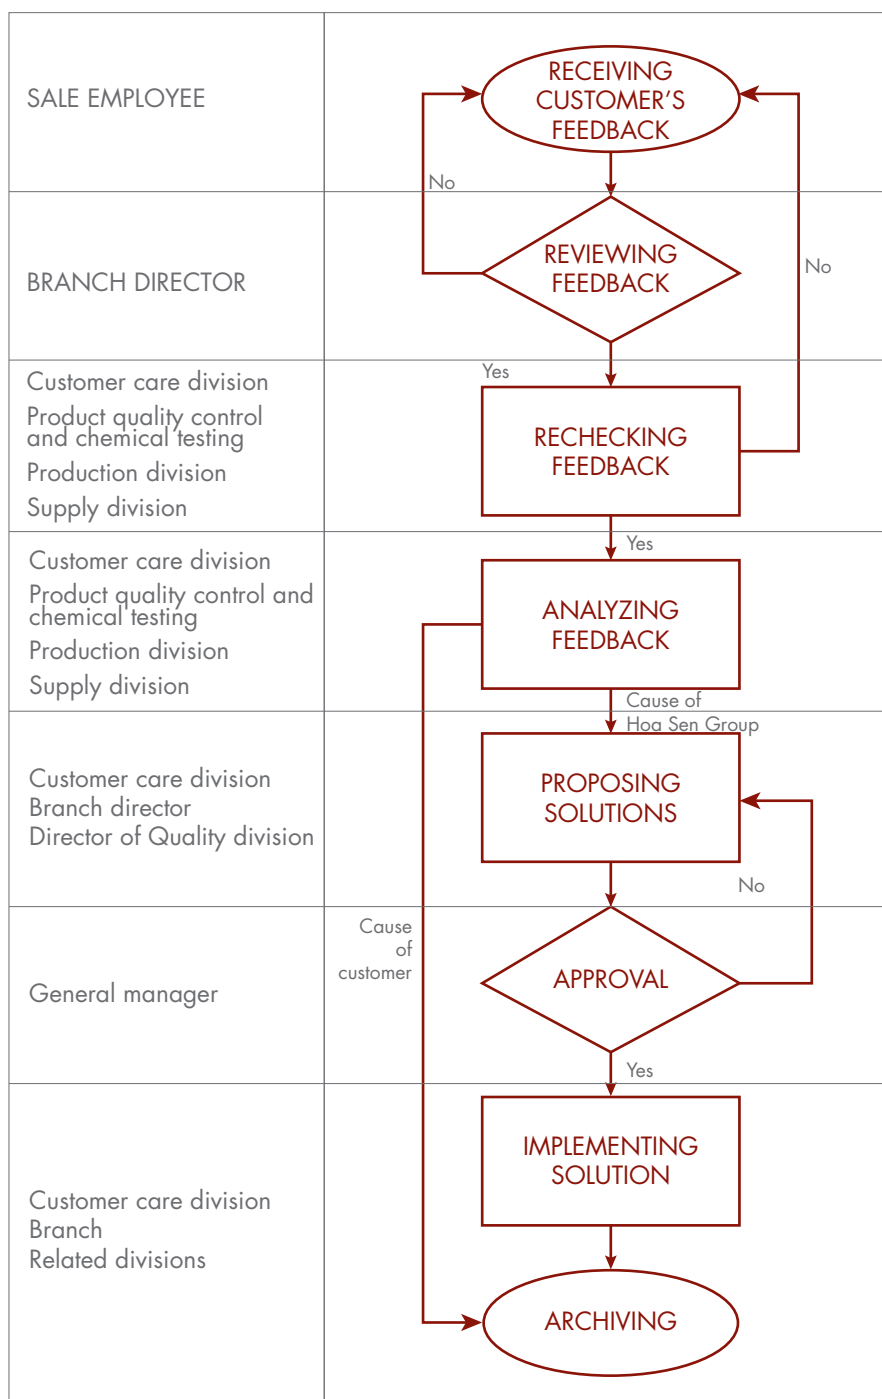 SALE EMPLOYEE
RECEIVING
CUSTOMER'S
FEEDBACK
No
BRANCH DIRECTOR
REVIEWING
FEEDBACK
No
Yes
Customer care division
Product quality control
and chemical testing
Production division
Supply division
RECHECKING
FEEDBACK
Yes
Customer care division
Product quality control and
chemical testing
Production division
Supply division
ANALYZING
FEEDBACK
Cause of
Hoa Sen Group
Customer care division
Branch director
Director of Quality division
PROPOSING
SOLUTIONS
No
Cause
of
customer
General manager
APPROVAL
Yes
Customer care division
Branch
Related divisions
IMPLEMENTING
SOLUTION
ARCHIVING